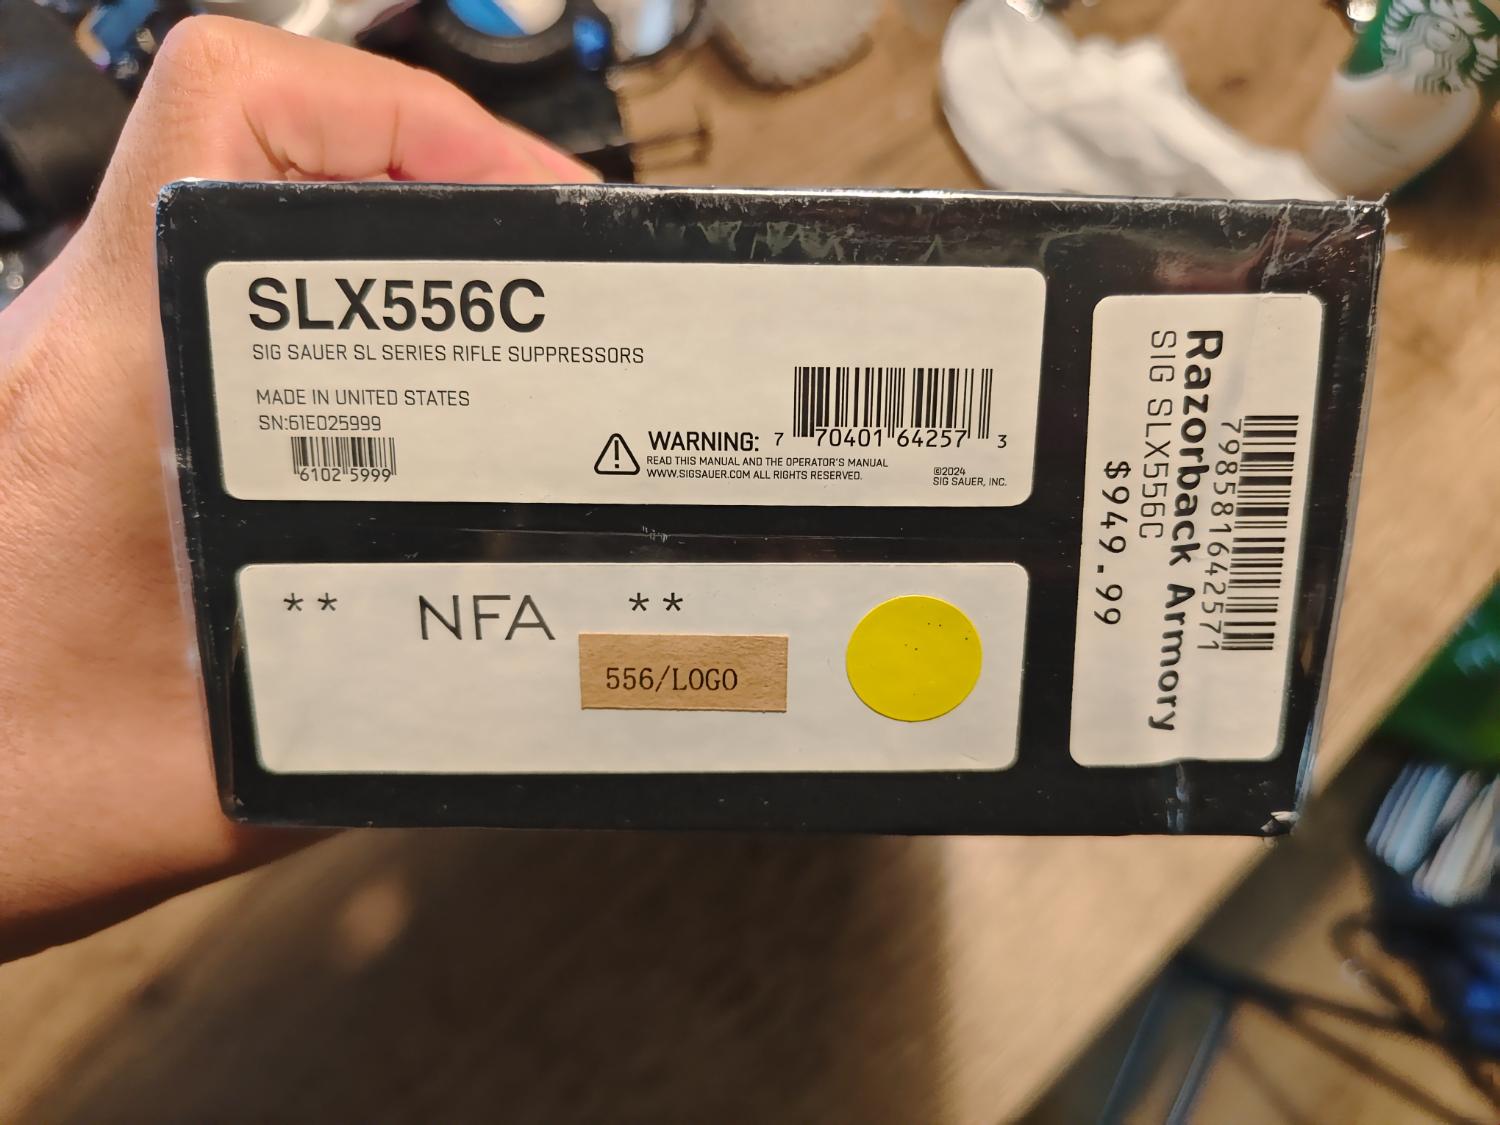 SLX556C
SIG SAUER SL SERIES RIFLE SUPPRESSORS
MADE IN UNITED STATES
SN:61E025999
6102 5999
WARNING:
READ THIS MANUAL AND THE OPERATOR'S MANUAL
WWW.SIGSAUER.COM ALL RIGHTS RESERVED.
7 70401 64257 3
©2024
SIG SAUER, INC.
** NFA **
556/LOGO
798581642571
Razorback Armory
SIG SLX556C
$949.99